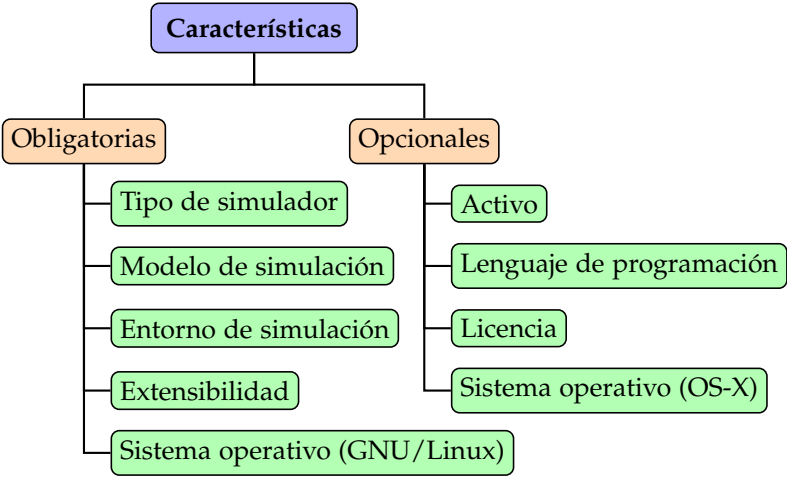 Características
Obligatorias
Opcionales
Tipo de simulador
Modelo de simulación
Entorno de simulación
Extensibilidad
Sistema operativo (GNU/Linux)
Activo
Lenguaje de programación
Licencia
Sistema operativo (OS-X)